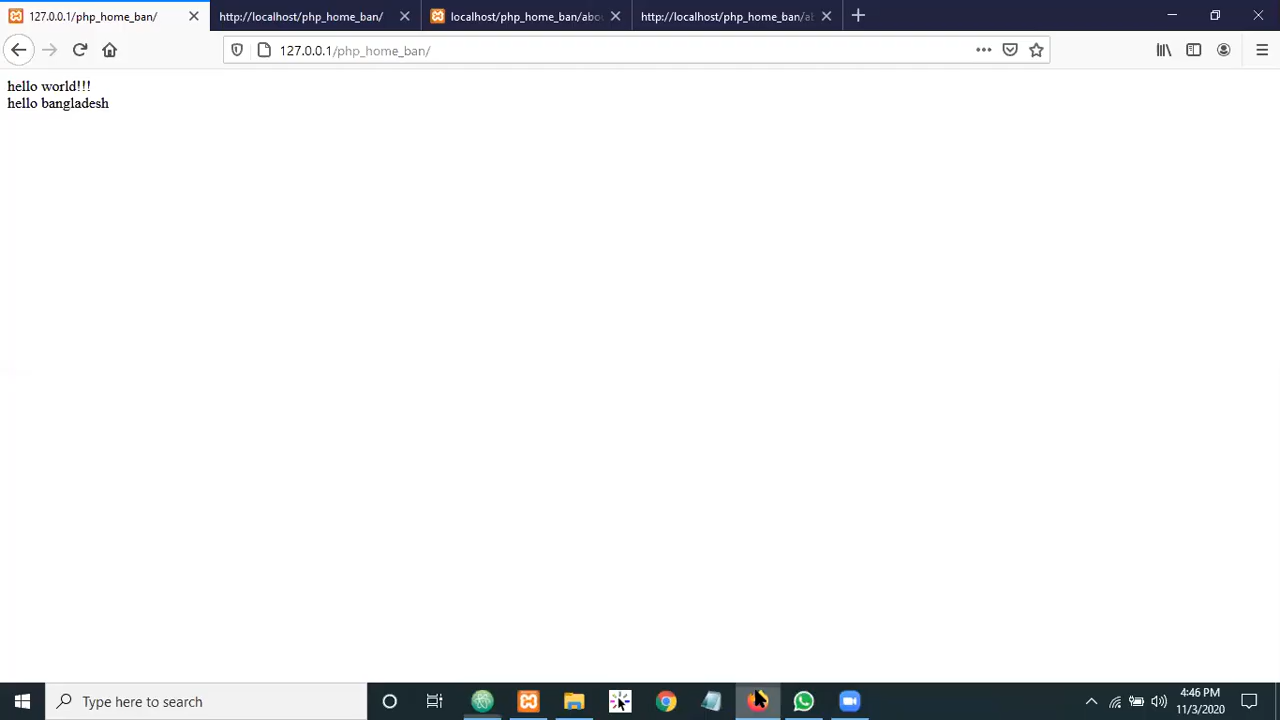 127.0.0.1/php_home_ban/
http://localhost/php_home_ban/
localhost/php_home_ban/abou
http://localhost/php_home_ban/a
127.0.0.1/php_home_ban/
hello world!!!
hello bangladesh
Type here to search
4:46 PM
11/3/2020